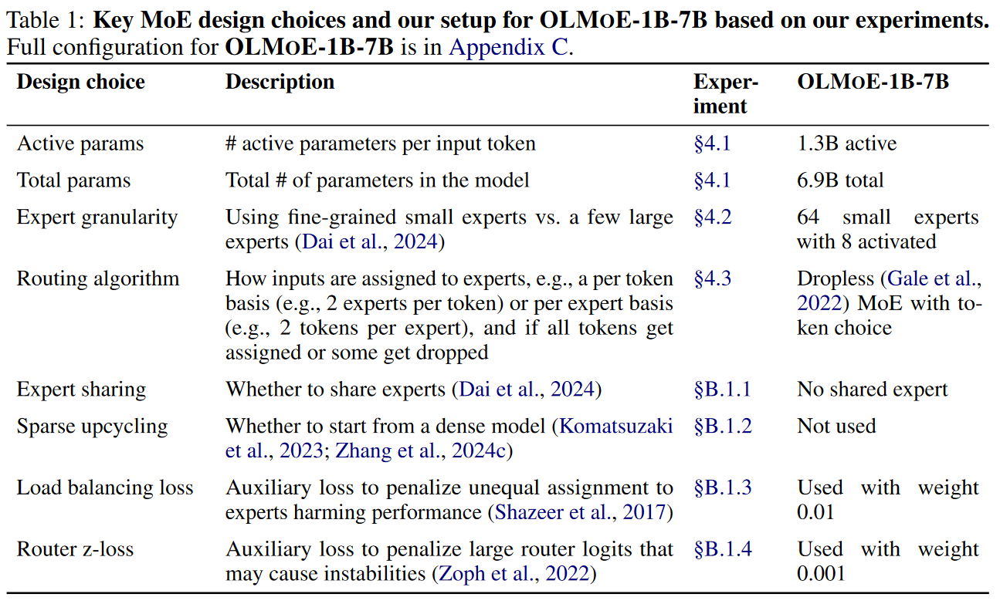 Table 1: Key MoE design choices and our setup for OLMOE-1B-7B based on our experiments.
Full configuration for OLMOE-1B-7B is in Appendix C.
Design choice Description Exper-
iment OLMOE-1B-7B
Active params # active parameters per input token §4.1 1.3B active
Total params Total # of parameters in the model §4.1 6.9B total
Expert granularity Using fine-grained small experts vs. a few large §4.2 64 small experts
experts (Dai et al., 2024) with 8 activated
Routing algorithm How inputs are assigned to experts, e.g., a per token §4.3 Dropless (Gale et al.,
basis (e.g., 2 experts per token) or per expert basis 2022) MoE with to-
(e.g., 2 tokens per expert), and if all tokens get ken choice
assigned or some get dropped
Expert sharing Whether to share experts (Dai et al., 2024) §B.1.1 No shared expert
Sparse upcycling Whether to start from a dense model (Komatsuzaki §B.1.2 Not used
et al., 2023; Zhang et al., 2024c)
Load balancing loss Auxiliary loss to penalize unequal assignment to §B.1.3 Used with weight
experts harming performance (Shazeer et al., 2017) 0.01
Router z-loss Auxiliary loss to penalize large router logits that §B.1.4 Used with weight
may cause instabilities (Zoph et al., 2022) 0.001